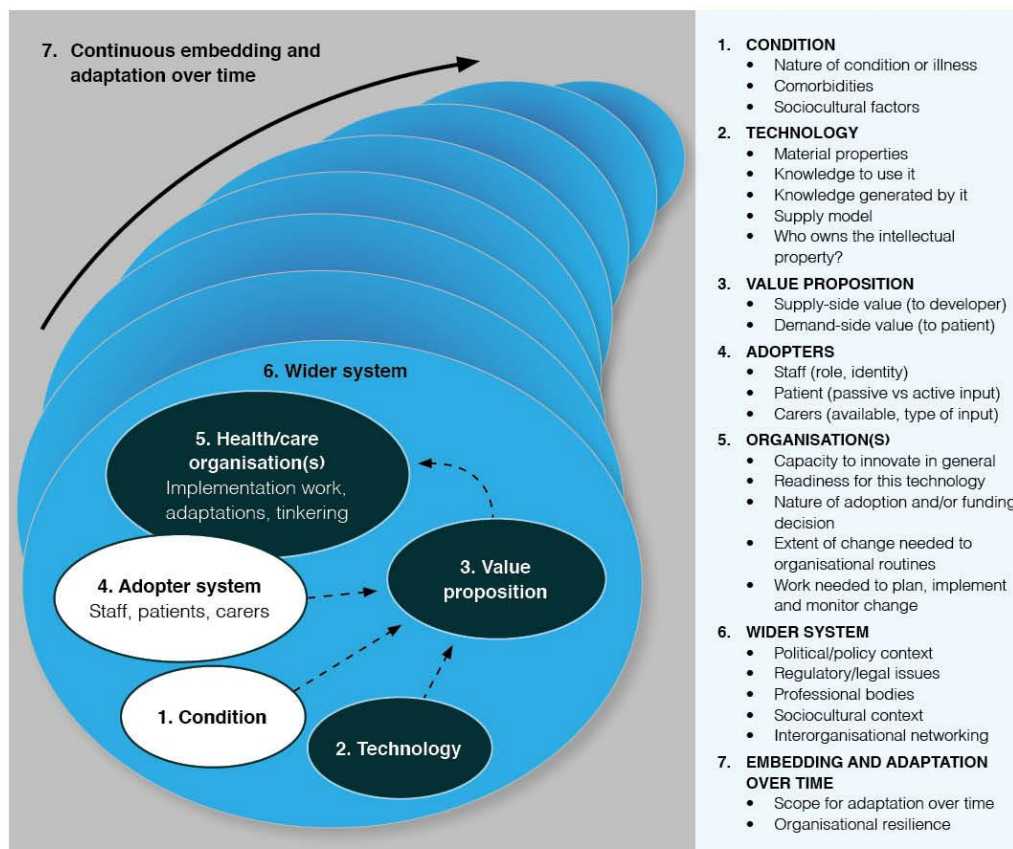 7. Continuous embedding and
adaptation over time
6. Wider system
5. Health/care
organisation(s)
Implementation work,
adaptations, tinkering
4. Adopter system
Staff, patients, carers
3. Value
proposition
1. Condition
2. Technology
1. CONDITION
• Nature of condition or illness
• Comorbidities
• Sociocultural factors
2. TECHNOLOGY
• Material properties
• Knowledge to use it
• Knowledge generated by it
• Supply model
• Who owns the intellectual
property?
3. VALUE PROPOSITION
• Supply-side value (to developer)
• Demand-side value (to patient)
4. ADOPTERS
• Staff (role, identity)
• Patient (passive vs active input)
• Carers (available, type of input)
5. ORGANISATION(S)
• Capacity to innovate in general
• Readiness for this technology
• Nature of adoption and/or funding
decision
• Extent of change needed to
organisational routines
• Work needed to plan, implement
and monitor change
6. WIDER SYSTEM
• Political/policy context
• Regulatory/legal issues
• Professional bodies
• Sociocultural context
• Interorganisational networking
7. EMBEDDING AND ADAPTATION
OVER TIME
• Scope for adaptation over time
• Organisational resilience